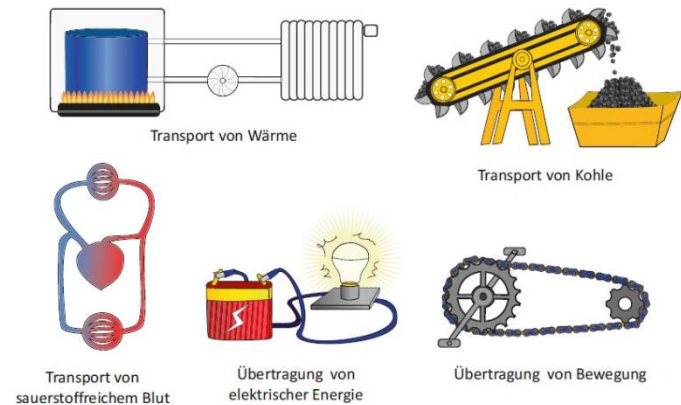 Transport von Wärme
Transport von Kohle
Transport von
sauerstoffreichem Blut
Übertragung von
elektrischer Energie
Übertragung von Bewegung